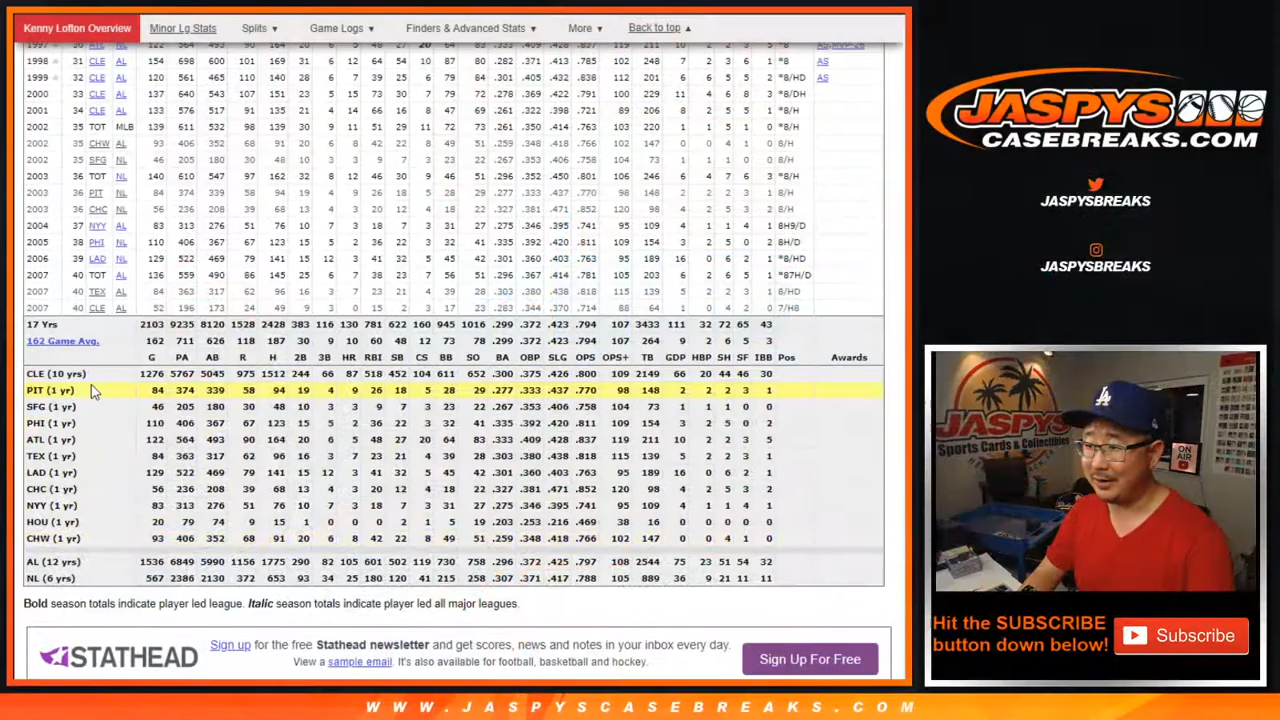 Kenny Lofton Overview Minor Lg Stats Splits ▼ Game Logs ▼ Finders & Advanced Stats ▼ More ▼ Back to top ▲
1998 31 CLE AL 154 698 600 101 169 31 6 12 64 54 10 87 80 .282 .371 .413 .785 102 248 7 2 3 6 1 *8 AS
1999 32 CLE AL 120 561 465 110 140 28 6 7 39 25 6 79 84 .301 .405 .432 .838 112 201 6 6 5 6 0 *8/HD AS
2000 33 CLE AL 137 640 543 107 151 23 5 15 73 30 7 79 72 .278 .369 .422 .791 100 229 11 4 6 8 3 *8/DH
2001 34 CLE AL 133 576 517 91 135 21 4 14 66 16 8 47 69 .261 .322 .398 .721 89 206 8 2 5 5 1 *8/H
2002 35 TOT MLB 139 611 532 98 139 30 9 11 51 29 11 72 73 .261 .350 .414 .763 103 220 1 1 5 1 0 *8/H
2002 35 CHW AL 93 406 352 68 91 20 6 8 42 22 8 49 51 .259 .348 .418 .766 102 147 0 0 4 1 0 8/H
2002 35 SFG NL 46 205 180 30 48 10 3 3 9 7 3 23 22 .267 .353 .406 .758 104 73 1 1 1 0 0 8/H
2003 36 TOT NL 140 610 547 97 162 32 8 12 46 30 9 46 51 .296 .352 .450 .801 106 246 4 6 4 7 3 *8/H
2003 36 PIT NL 84 374 339 58 94 19 4 9 26 18 5 28 29 .277 .333 .437 .770 98 148 2 2 2 3 1 8/H
2003 36 CHC NL 56 236 208 39 68 13 4 3 20 12 4 18 22 .327 .381 .471 .852 120 98 4 2 5 3 2 8/H
2004 37 NYY AL 83 313 276 51 76 10 7 3 18 7 3 31 27 .275 .346 .395 .741 95 109 4 1 1 4 1 8H9/D
2005 38 PHI NL 110 406 367 67 123 15 5 2 36 22 3 32 41 .335 .392 .420 .811 109 154 3 2 5 0 2 8H/D
2006 39 LAD NL 129 522 469 79 141 15 12 3 41 32 5 45 42 .301 .360 .403 .763 95 189 16 0 6 2 1 *8/HD
2007 40 TOT AL 136 559 490 86 145 25 6 7 38 23 7 56 51 .296 .367 .414 .781 105 203 6 2 6 5 1 *87H/D
2007 40 TEX AL 84 363 317 62 96 16 3 7 23 21 4 39 28 .303 .380 .438 .818 115 139 5 2 2 3 1 8/HD
2007 40 CLE AL 52 196 173 24 49 9 3 0 15 2 3 17 23 .283 .344 .370 .714 88 64 1 0 4 2 0 7/H8
17 Yrs 2103 9235 8120 1528 2428 383 116 130 781 622 160 945 1016 .299 .372 .423 .794 107 3433 111 32 72 65 43
162 Game Avg. 162 711 626 118 187 30 9 10 60 48 12 73 78 .299 .372 .423 .794 107 264 9 2 6 5 3
G PA AB R H 2B 3B HR RBI SB CS BB SO BA OBP SLG OPS OPS+ TB GDP HBP SH SF IBB Pos Awards
CLE (10 yrs) 1276 5767 5045 975 1512 244 66 87 518 452 104 611 652 .300 .375 .426 .800 109 2149 66 20 44 46 30
PIT (1 yr) 84 374 339 58 94 19 4 9 26 18 5 28 29 .277 .333 .437 .770 98 148 2 2 2 3 1
SFG (1 yr) 46 205 180 30 48 10 3 3 9 7 3 23 22 .267 .353 .406 .758 104 73 1 1 1 0 0
PHI (1 yr) 110 406 367 67 123 15 5 2 36 22 3 32 41 .335 .392 .420 .811 109 154 3 2 5 0 2
ATL (1 yr) 122 564 493 90 164 20 6 5 48 27 20 64 83 .333 .409 .428 .837 119 211 10 2 2 3 5
TEX (1 yr) 84 363 317 62 96 16 3 7 23 21 4 39 28 .303 .380 .438 .818 115 139 5 2 2 3 1
LAD (1 yr) 129 522 469 79 141 15 12 3 41 32 5 45 42 .301 .360 .403 .763 95 189 16 0 6 2 1
CHC (1 yr) 56 236 208 39 68 13 4 3 20 12 4 18 22 .327 .381 .471 .852 120 98 4 2 5 3 2
NYY (1 yr) 83 313 276 51 76 10 7 3 18 7 3 31 27 .275 .346 .395 .741 95 109 4 1 1 4 1
HOU (1 yr) 20 79 74 9 15 1 0 0 0 2 1 5 19 .203 .253 .216 .469 38 16 0 0 0 0 0
CHW (1 yr) 93 406 352 68 91 20 6 8 42 22 8 49 51 .259 .348 .418 .766 102 147 0 0 4 1 0
AL (12 yrs) 1536 6849 5990 1156 1775 290 82 105 601 502 119 730 758 .296 .372 .425 .797 108 2544 75 23 51 54 32
NL (6 yrs) 567 2386 2130 372 653 93 34 25 180 120 41 215 258 .307 .371 .417 .788 105 889 36 9 21 11 11
Bold season totals indicate player led league. Italic season totals indicate player led all major leagues.
STATHEAD
Sign up for the free Stathead newsletter and get scores, news and notes in your inbox every day.
View a sample email. It's also available for football, basketball and hockey.
Sign Up For Free
JASPYS
CASEBREAKS.COM
JASPYSBREAKS
JASPYSBREAKS
JASPYS
Sports Cards & Collectibles
ON AIR
LA
Hit the SUBSCRIBE
button down below!
Subscribe
WWW.JASPYSCASEBREAKS.COM